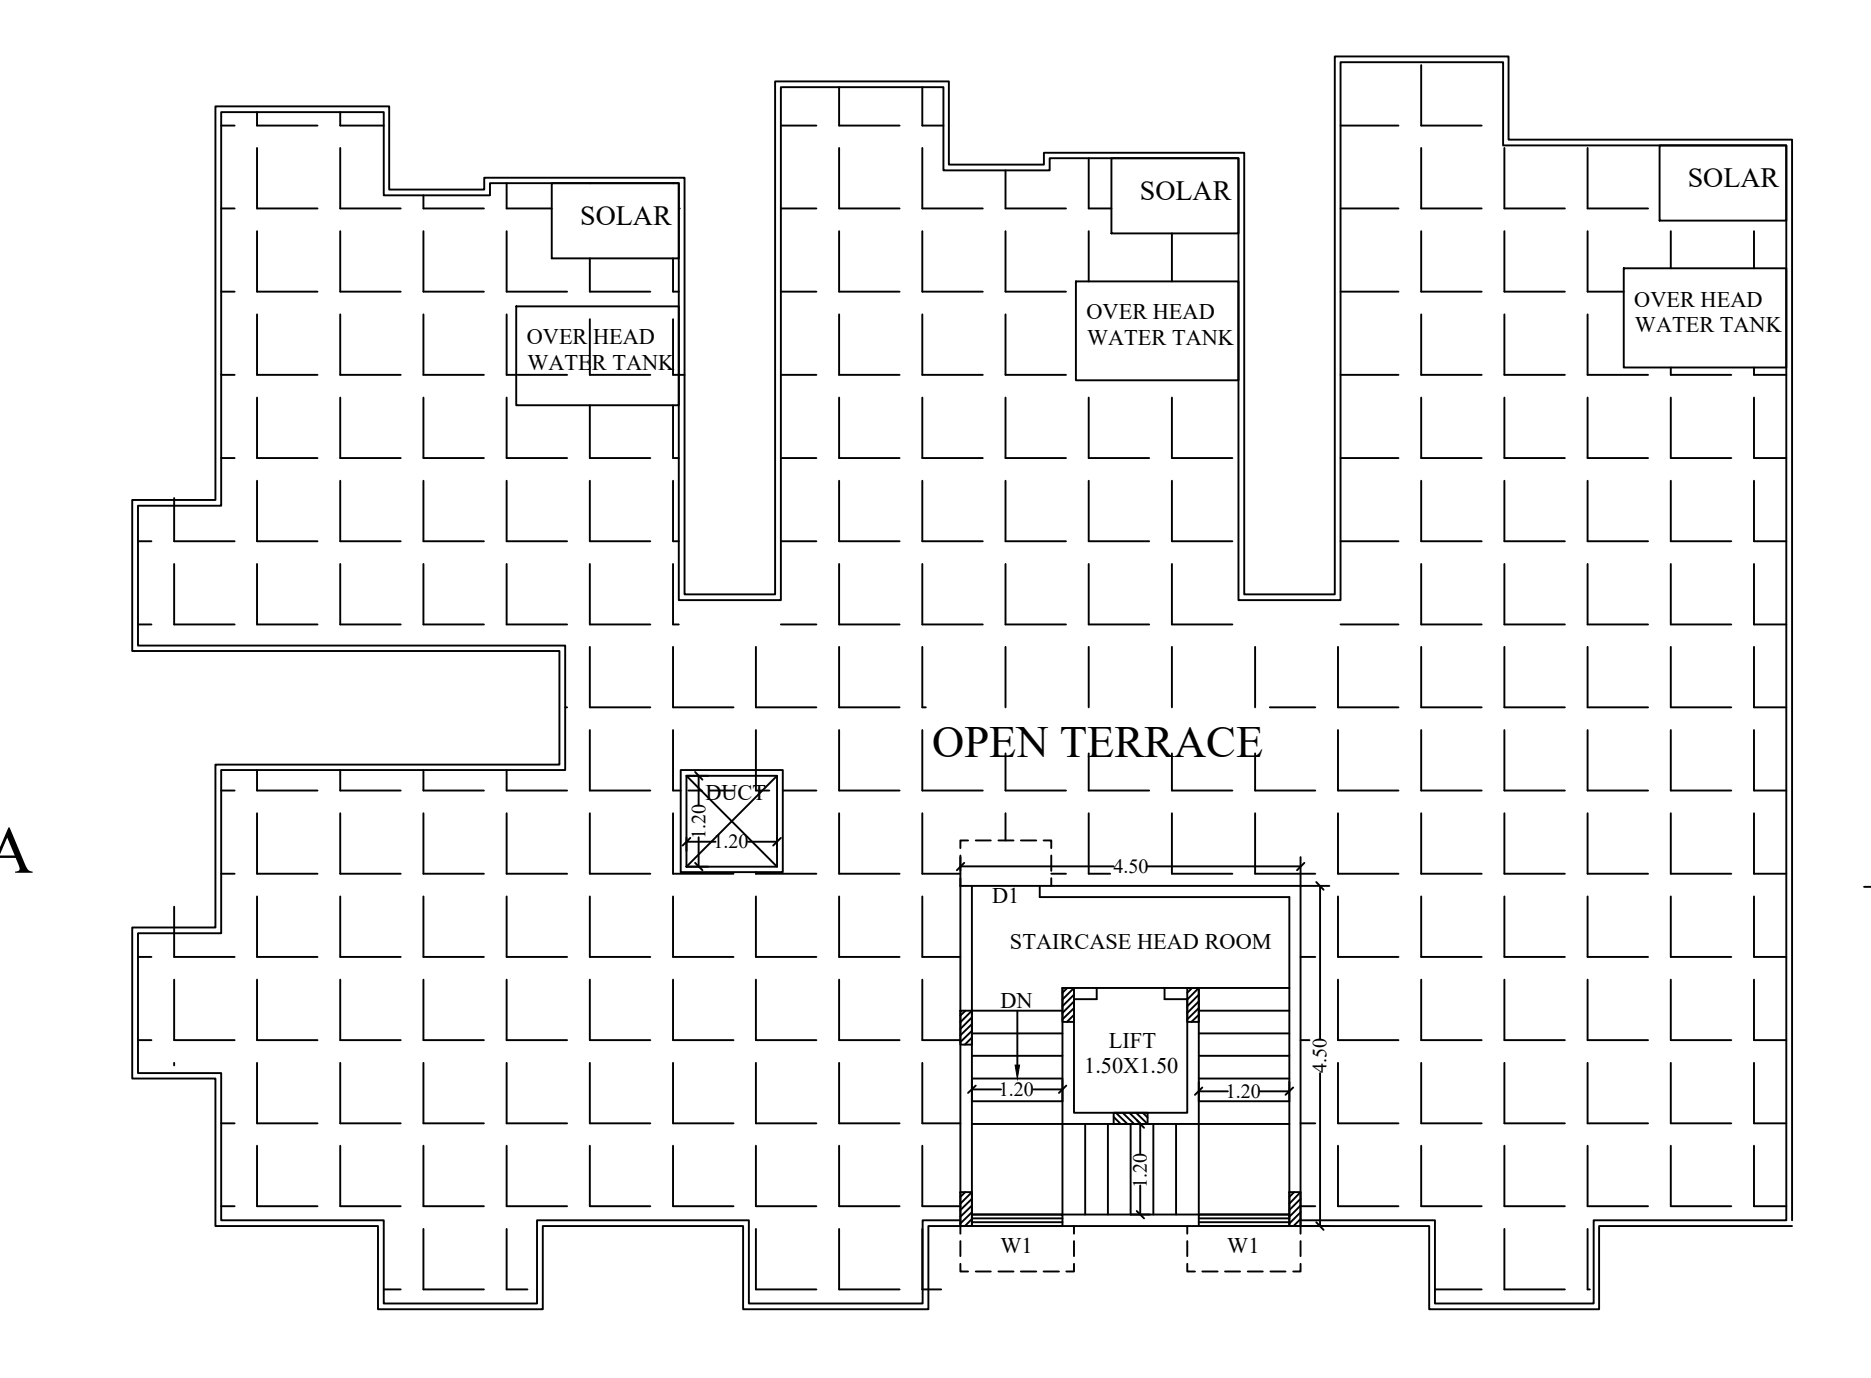 SOLAR
SOLAR
SOLAR
OVER HEAD
WATER TANK
OVER HEAD
WATER TANK
OVER HEAD
WATER TANK
OPEN TERRACE
DUCT
1.20
1.20
A
4.50
D1
STAIRCASE HEAD ROOM
DN
LIFT
1.50X1.50
4.50
1.20
1.20
1.20
W1
W1